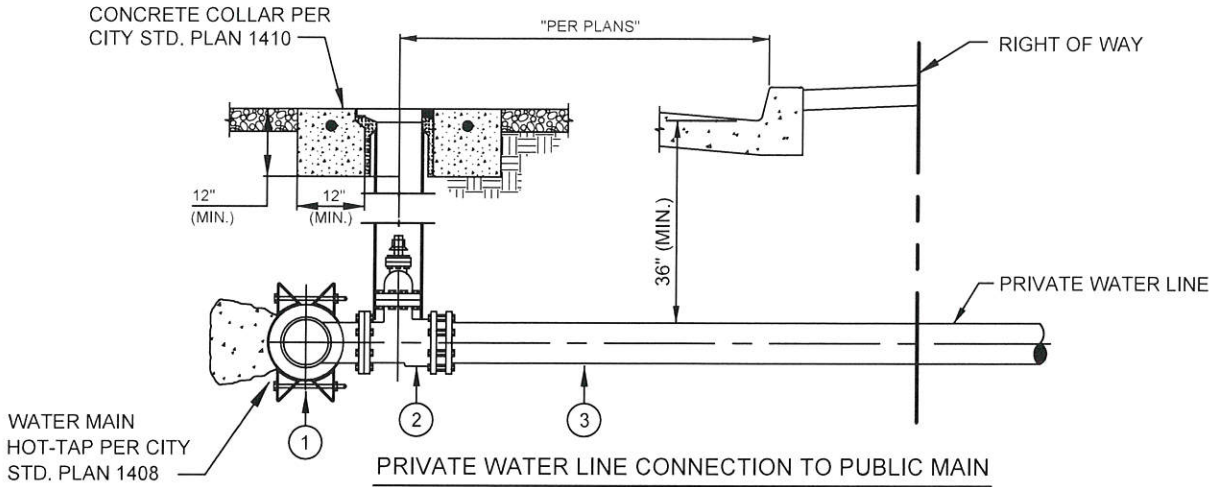 CONCRETE COLLAR PER
CITY STD. PLAN 1410
"PER PLANS"
RIGHT OF WAY
12"
(MIN.)
12"
(MIN.)
36" (MIN.)
PRIVATE WATER LINE
WATER MAIN
HOT-TAP PER CITY
STD. PLAN 1408
1
2
3
PRIVATE WATER LINE CONNECTION TO PUBLIC MAIN